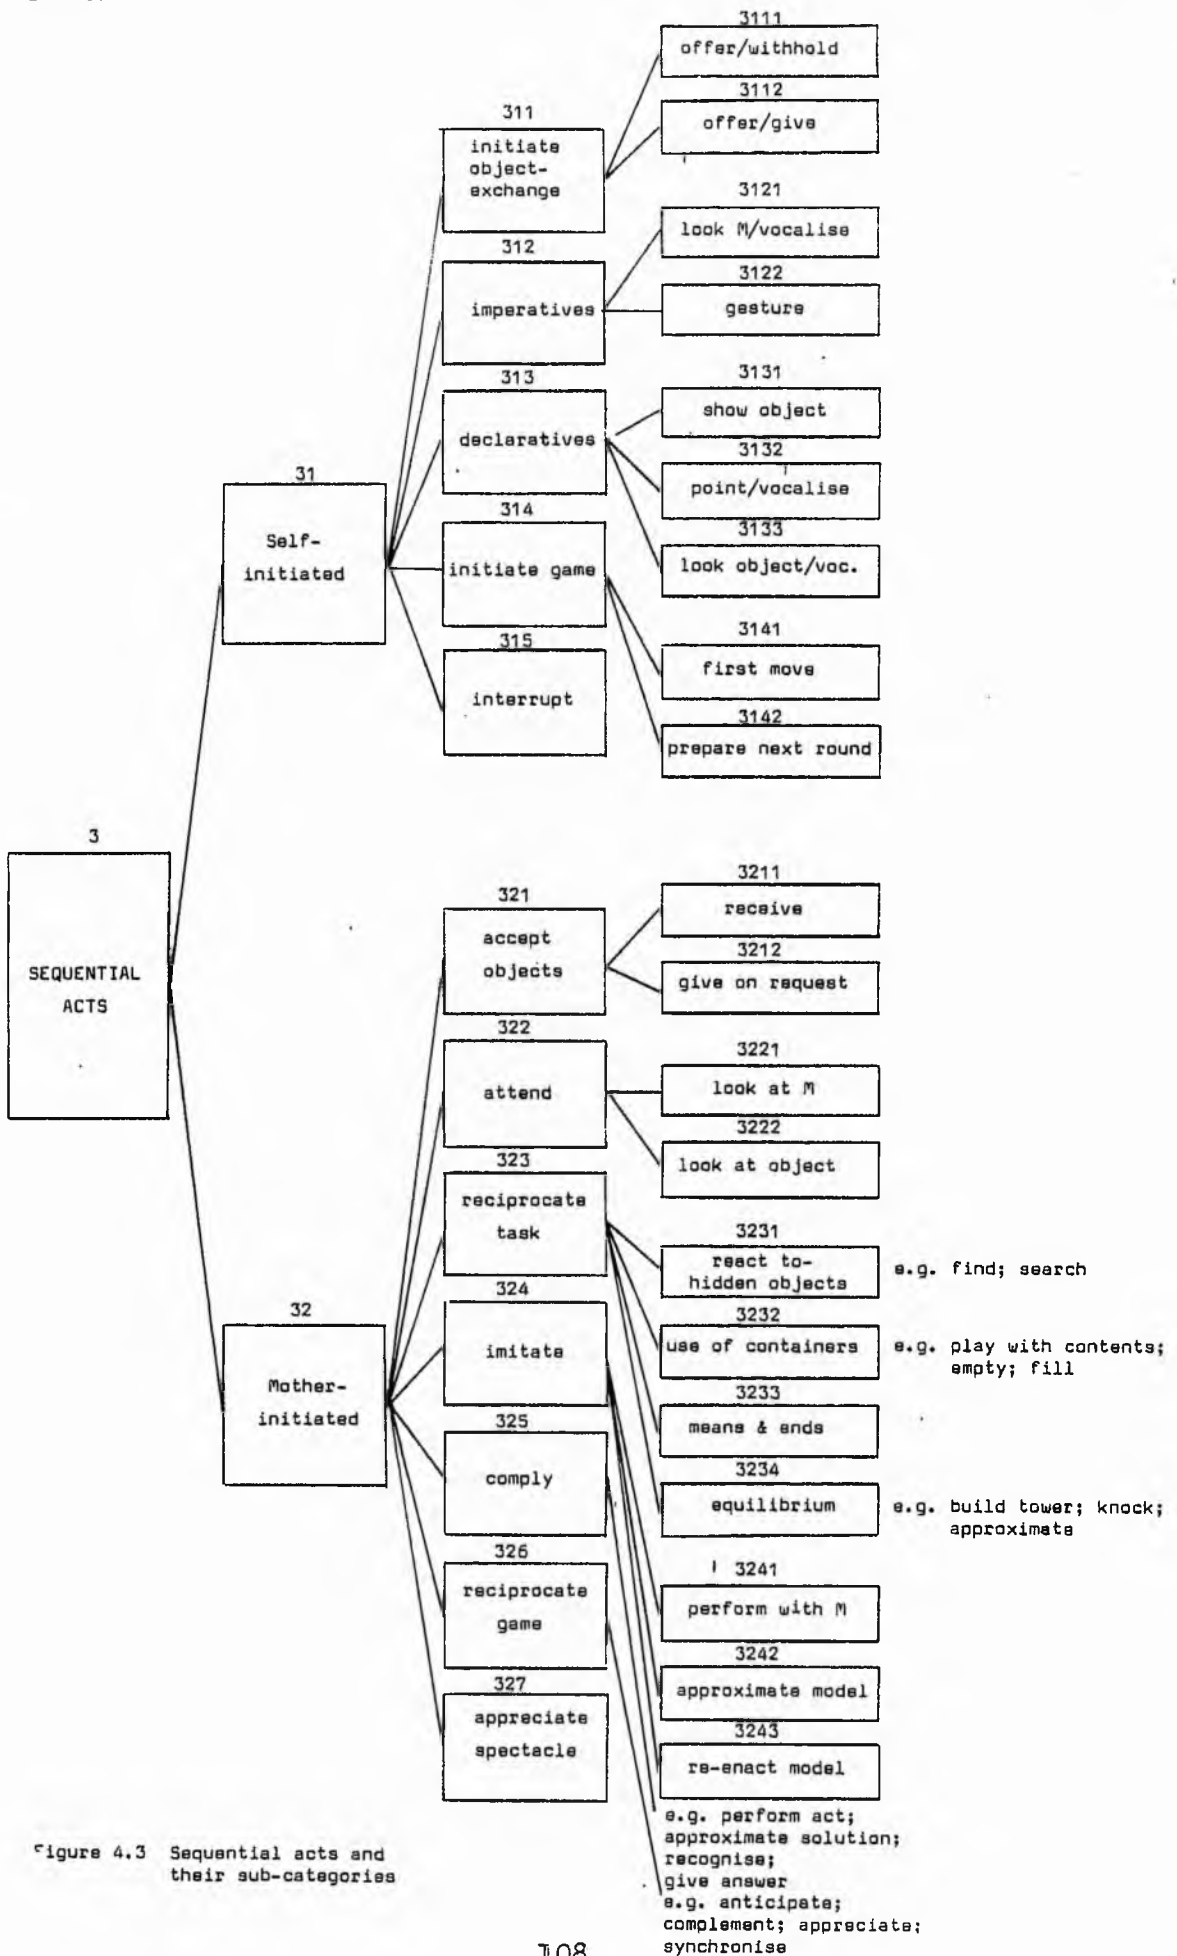 3111
offer/withhold
3112
offer/give
311
initiate
object-
exchange
3121
look M/vocalise
312
3122
gesture
imperatives
313
3131
show object
declaratives
3132
point/vocalise
31
314
3133
Self-
initiated
look object/voc.
initiate game
3141
315
first move
interrupt
3142
prepare next round
3
SEQUENTIAL
ACTS
3211
receive
321
accept
objects
3212
give on request
322
3221
look at M
attend
3222
look at object
323
reciprocate
task
3231
react to-
hidden objects
e.g. find; search
324
32
3232
use of containers
e.g. play with contents;
empty; fill
imitate
Mother-
initiated
3233
means & ends
325
comply
3234
equilibrium
e.g. build tower; knock;
approximate
326
reciprocate
game
3241
perform with M
3242
approximate model
327
appreciate
spectacle
3243
re-enact model
e.g. perform act;
approximate solution;
recognise;
give answer
e.g. anticipate;
complement; appreciate;
synchronise
Figure 4.3 Sequential acts and
their sub-categories
108